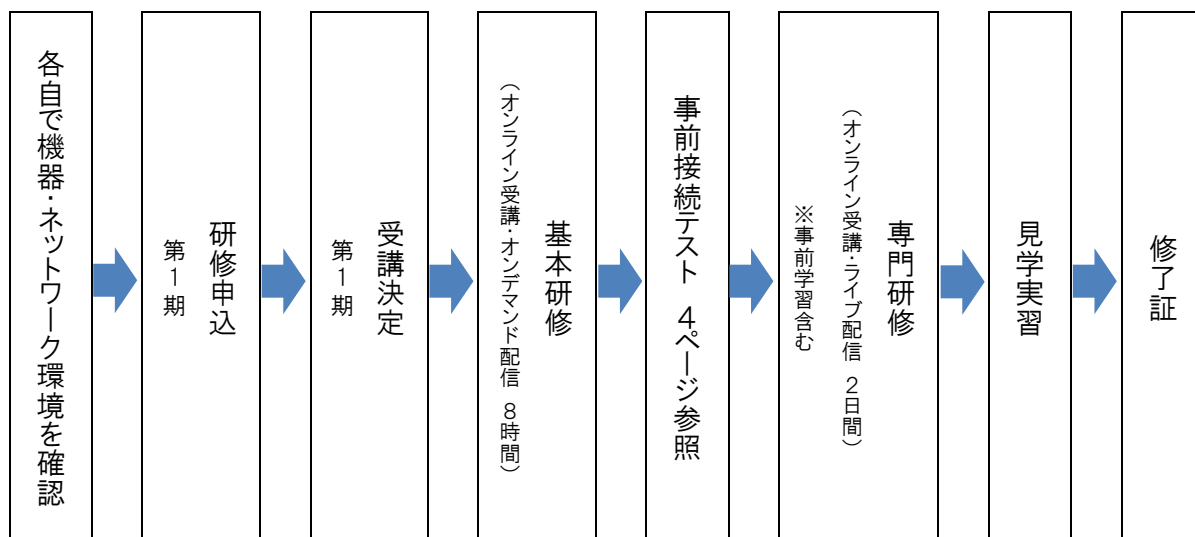 各自で機器・ネットワーク環境を確認
研修申込
第1期
受講決定
第1期
基本研修
（オンライン受講・オンデマンド配信 8時間）
事前接続テスト 4ページ参照
専門研修
（オンライン受講・ライブ配信 2日間）
※事前学習含む
見学実習
修了証